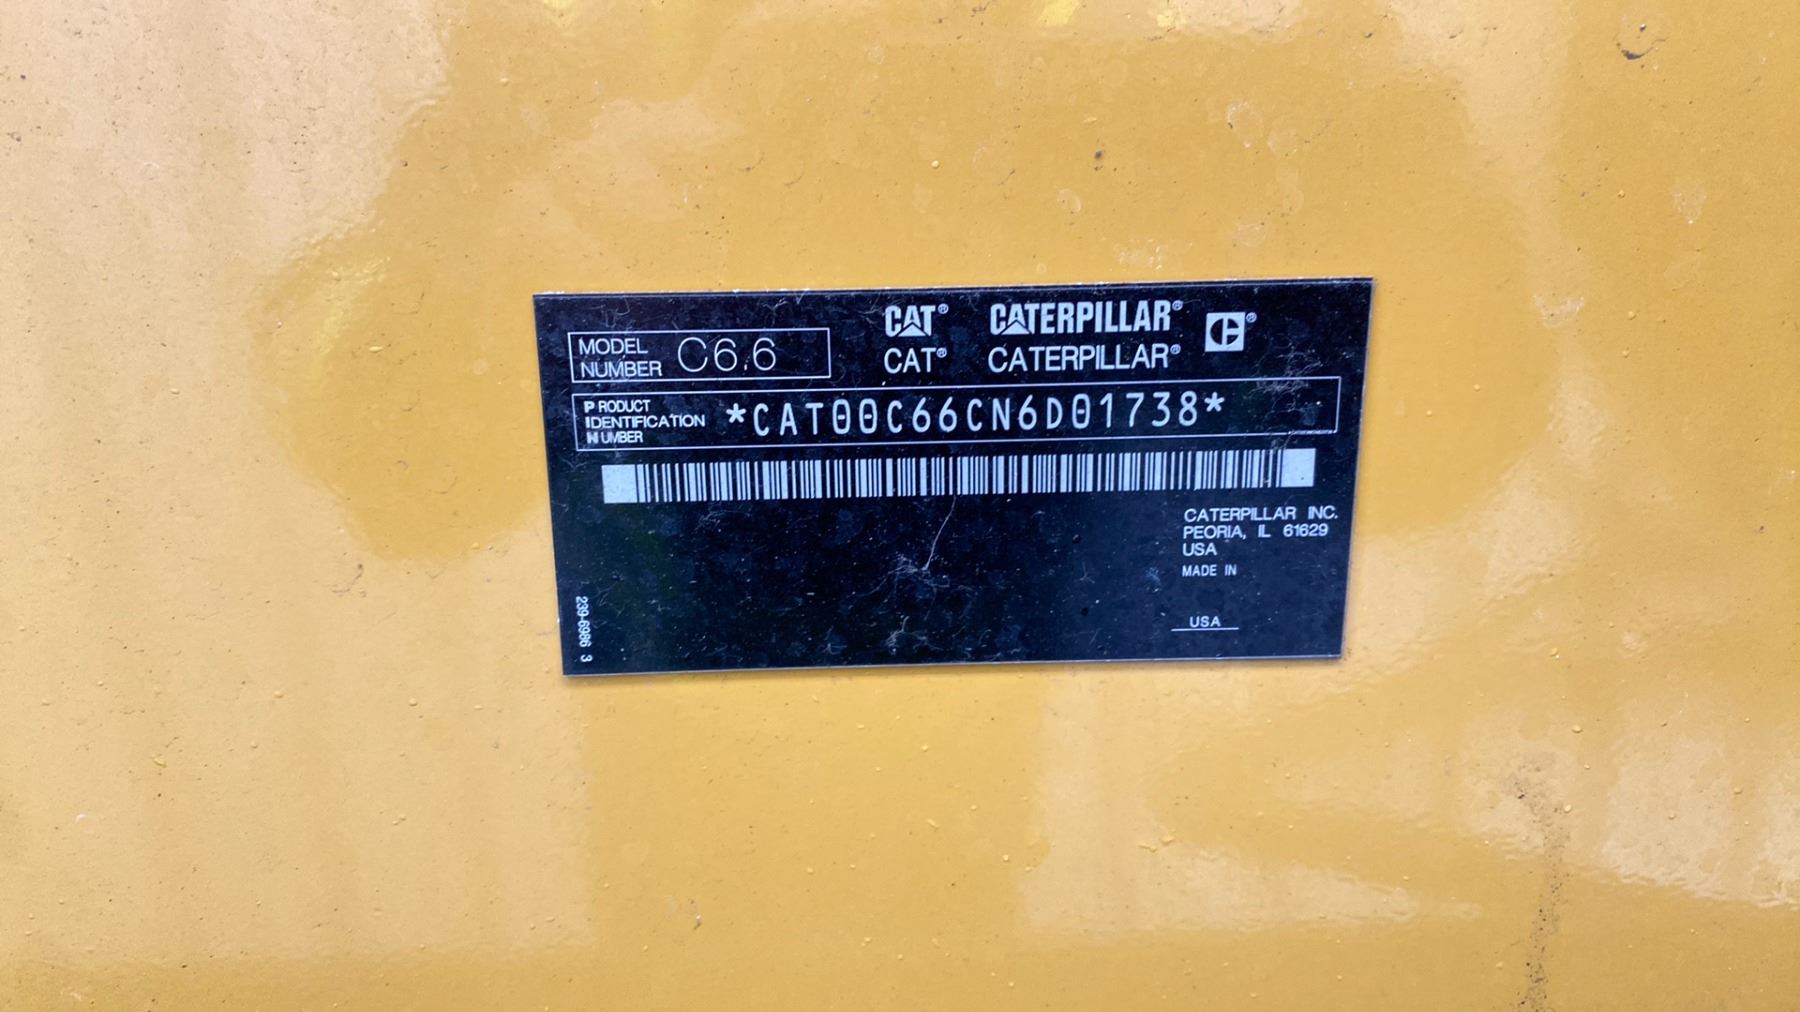 CAT® CATERPILLAR®
CAT® CATERPILLAR®
MODEL
NUMBER C6.6
PRODUCT
IDENTIFICATION
NUMBER
*CAT00C66CN6D01738*
CATERPILLAR INC.
PEORIA, IL 61629
USA
MADE IN
USA
239-6986 3